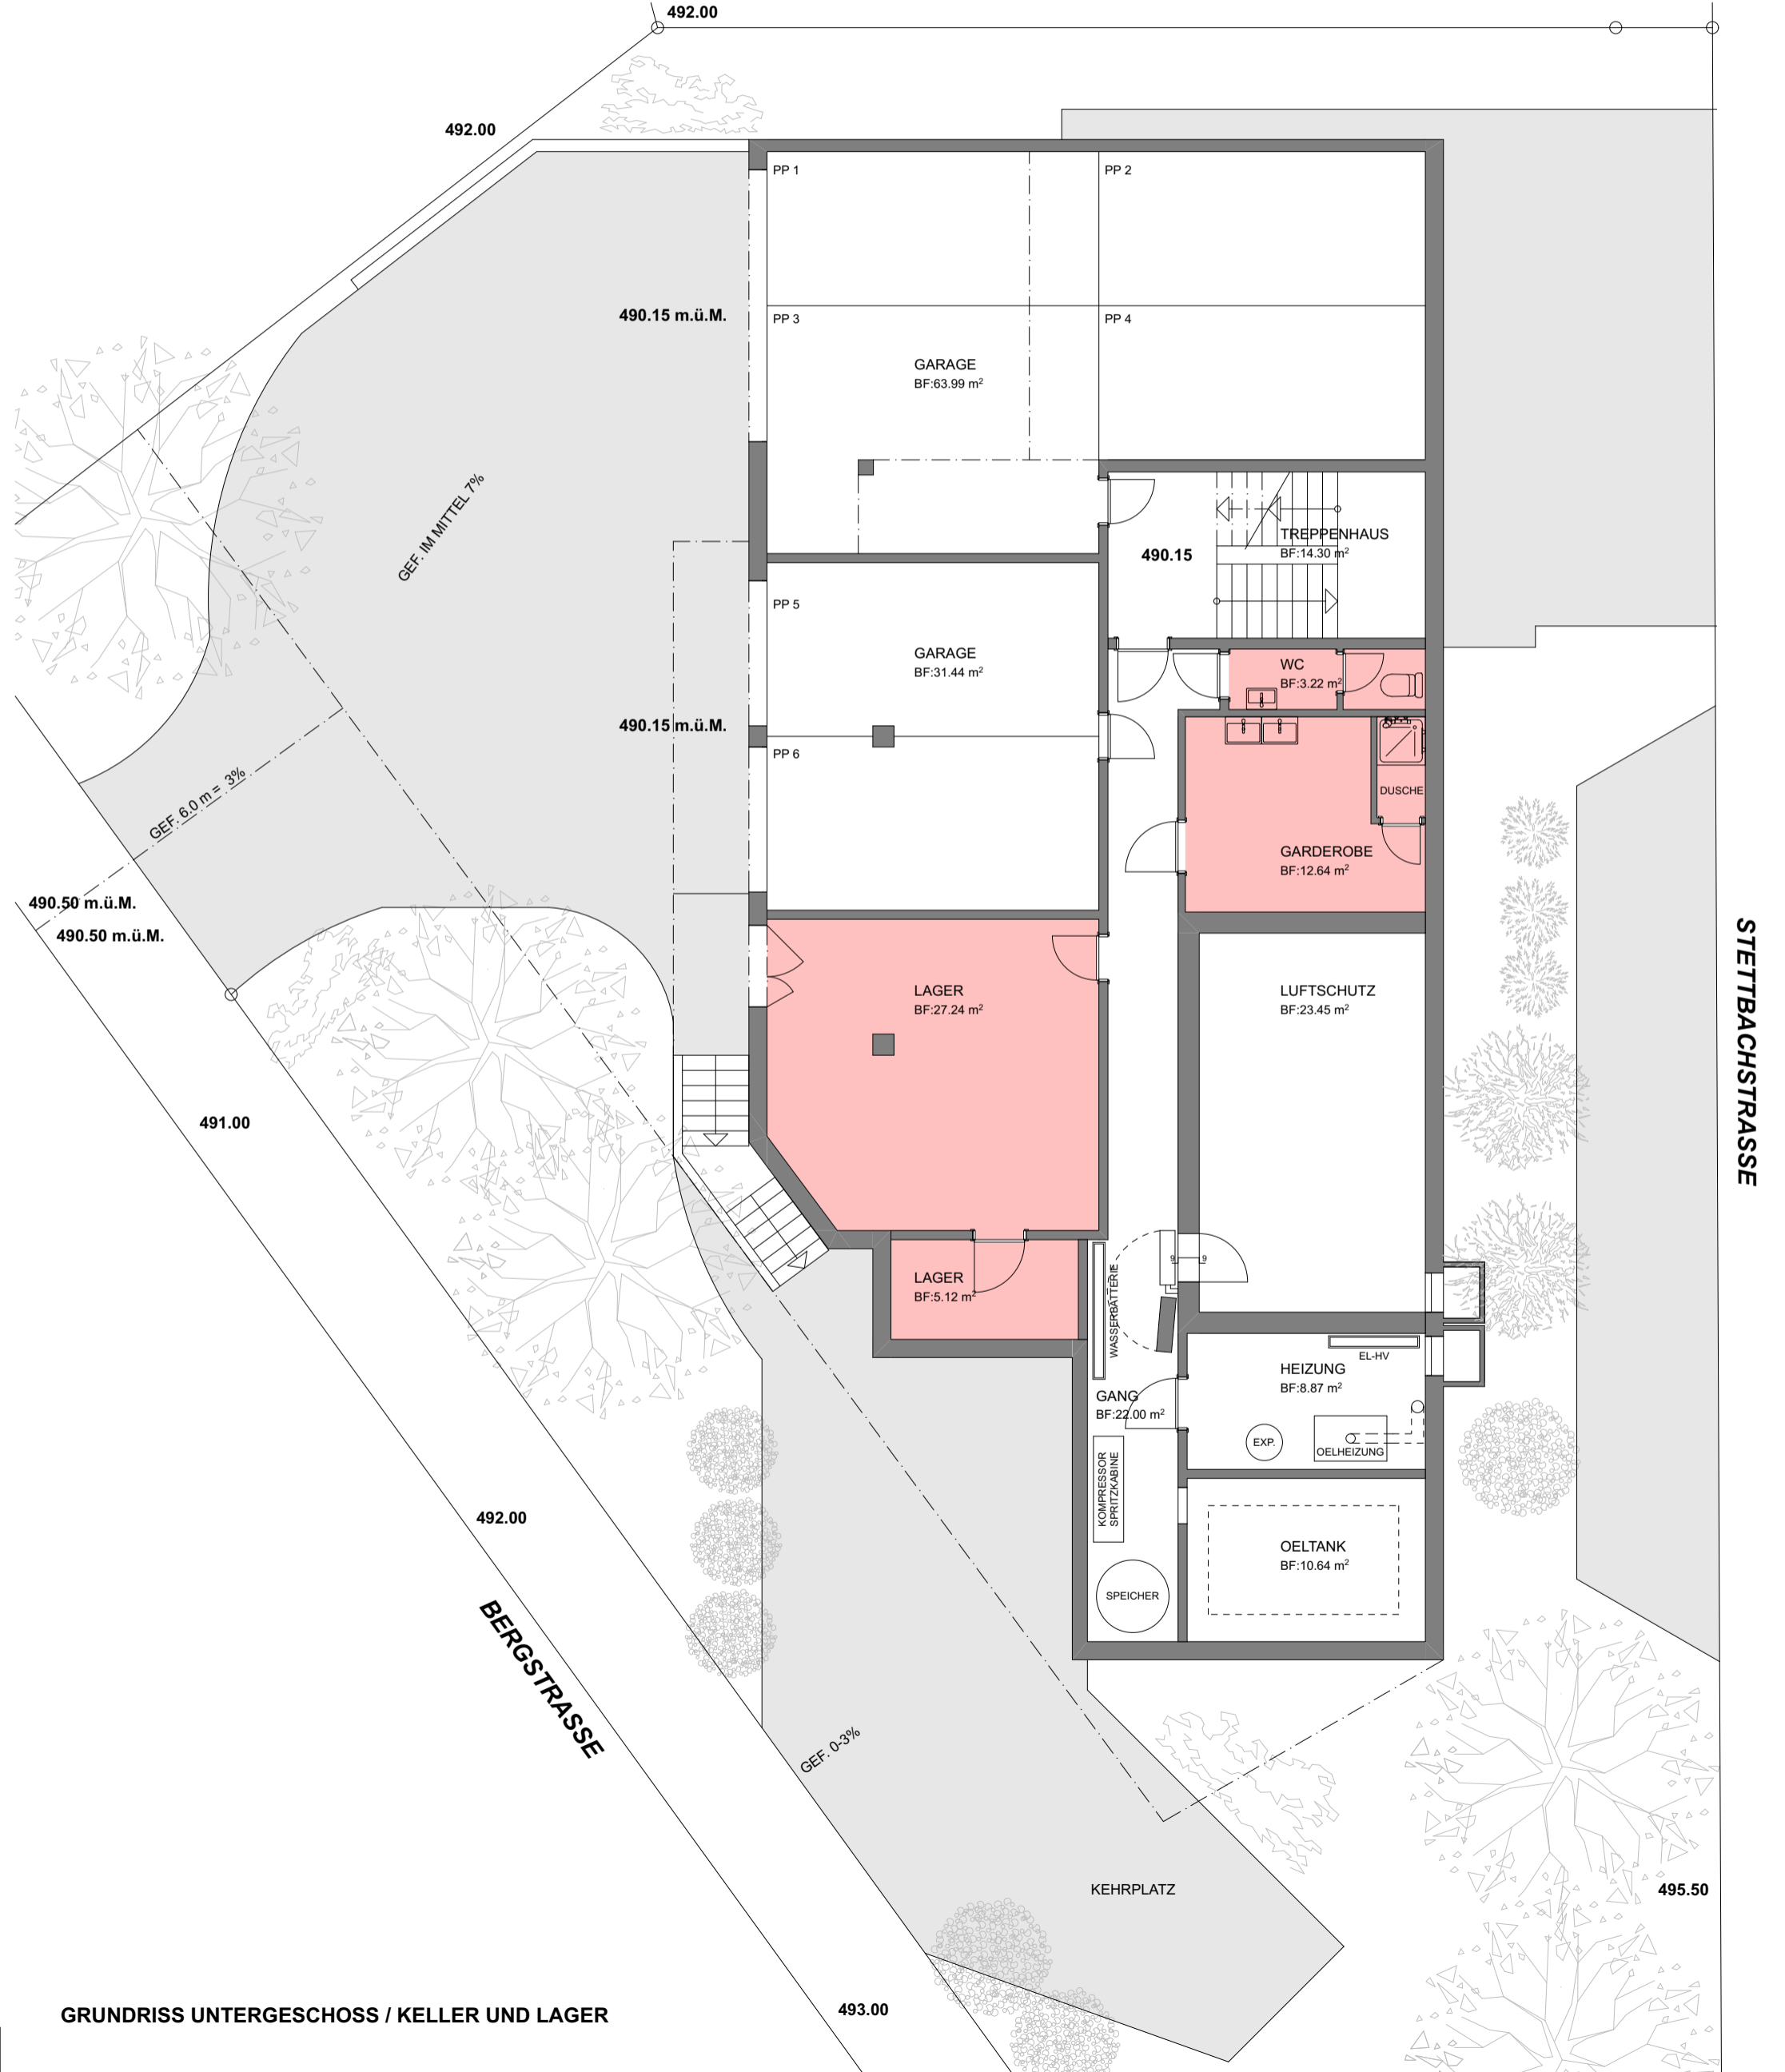 492.00
492.00
PP 1
PP 2
490.15 m.ü.M.
PP 3
PP 4
GARAGE
BF:63.99 m²
GEF. IM MITTEL 7%
490.15
TREPPENHAUS
BF:14.30 m²
PP 5
GARAGE
BF:31.44 m²
WC
BF:3.22 m²
490.15 m.ü.M.
PP 6
DUSCHE
GEF. 6.0 m = 3%
GARDEROBE
BF:12.64 m²
490.50 m.ü.M.
490.50 m.ü.M.
LAGER
BF:27.24 m²
LUFTSCHUTZ
BF:23.45 m²
STETTBACHSTRASSE
491.00
9
9
LAGER
BF:5.12 m²
WASSERBATTERIE
EL-HV
HEIZUNG
BF:8.87 m²
GANG
BF:22.00 m²
EXP.
OELHEIZUNG
KOMPRESSOR
SPRITZKABINE
492.00
OELTANK
BF:10.64 m²
SPEICHER
BERGSTRASSE
GEF. 0-3%
KEHRPLATZ
495.50
493.00
GRUNDRISS UNTERGESCHOSS / KELLER UND LAGER